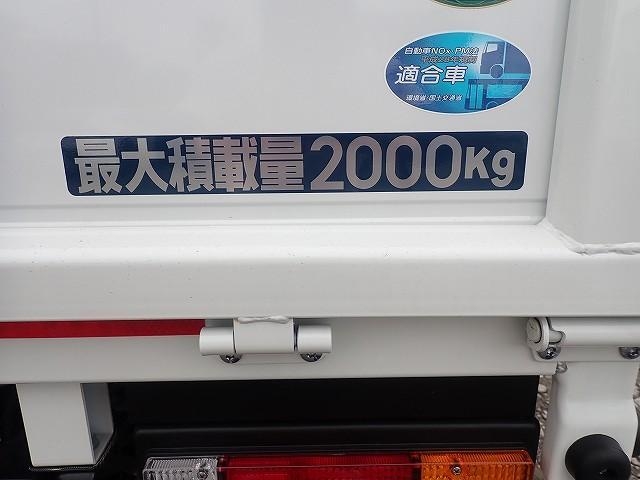 自動車NOx・PM法
適合車
環境省・国土交通省
最大積載量2000Kg